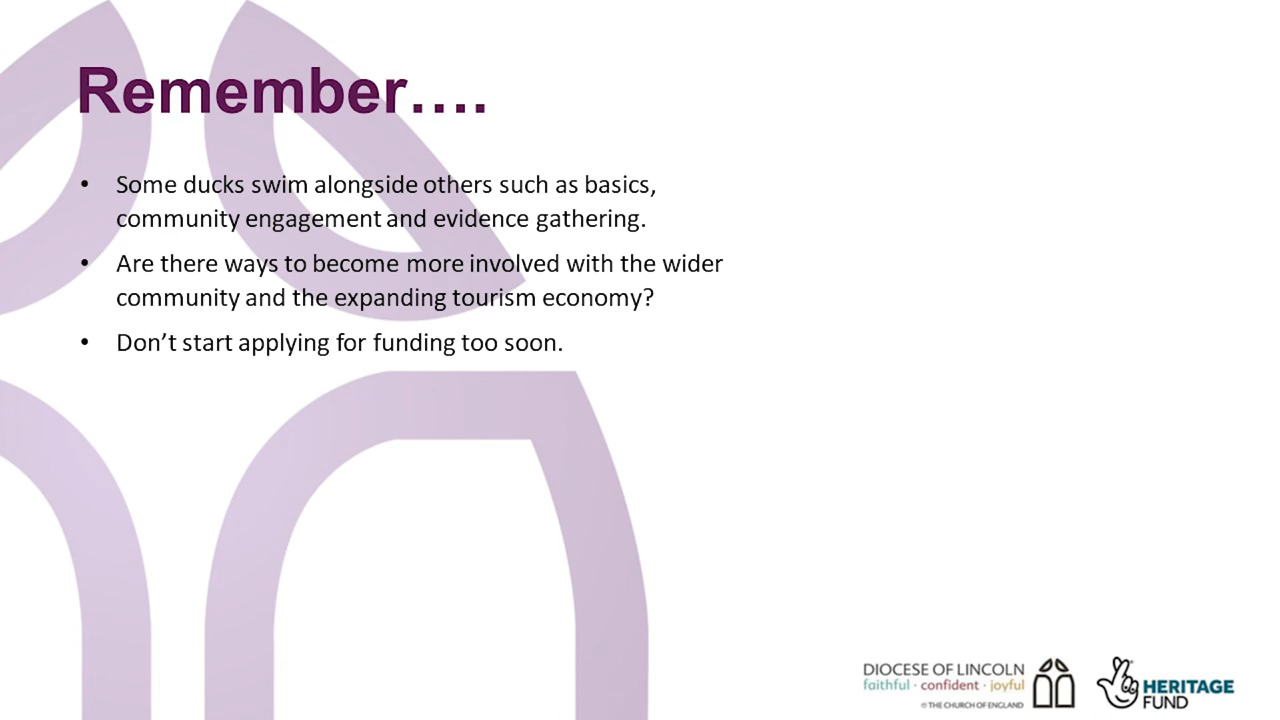 Remember….
• Some ducks swim alongside others such as basics,
community engagement and evidence gathering.
• Are there ways to become more involved with the wider
community and the expanding tourism economy?
• Don’t start applying for funding too soon.
DIOCESE OF LINCOLN
faithful · confident · joyful
© THE CHURCH OF ENGLAND
HERITAGE
FUND